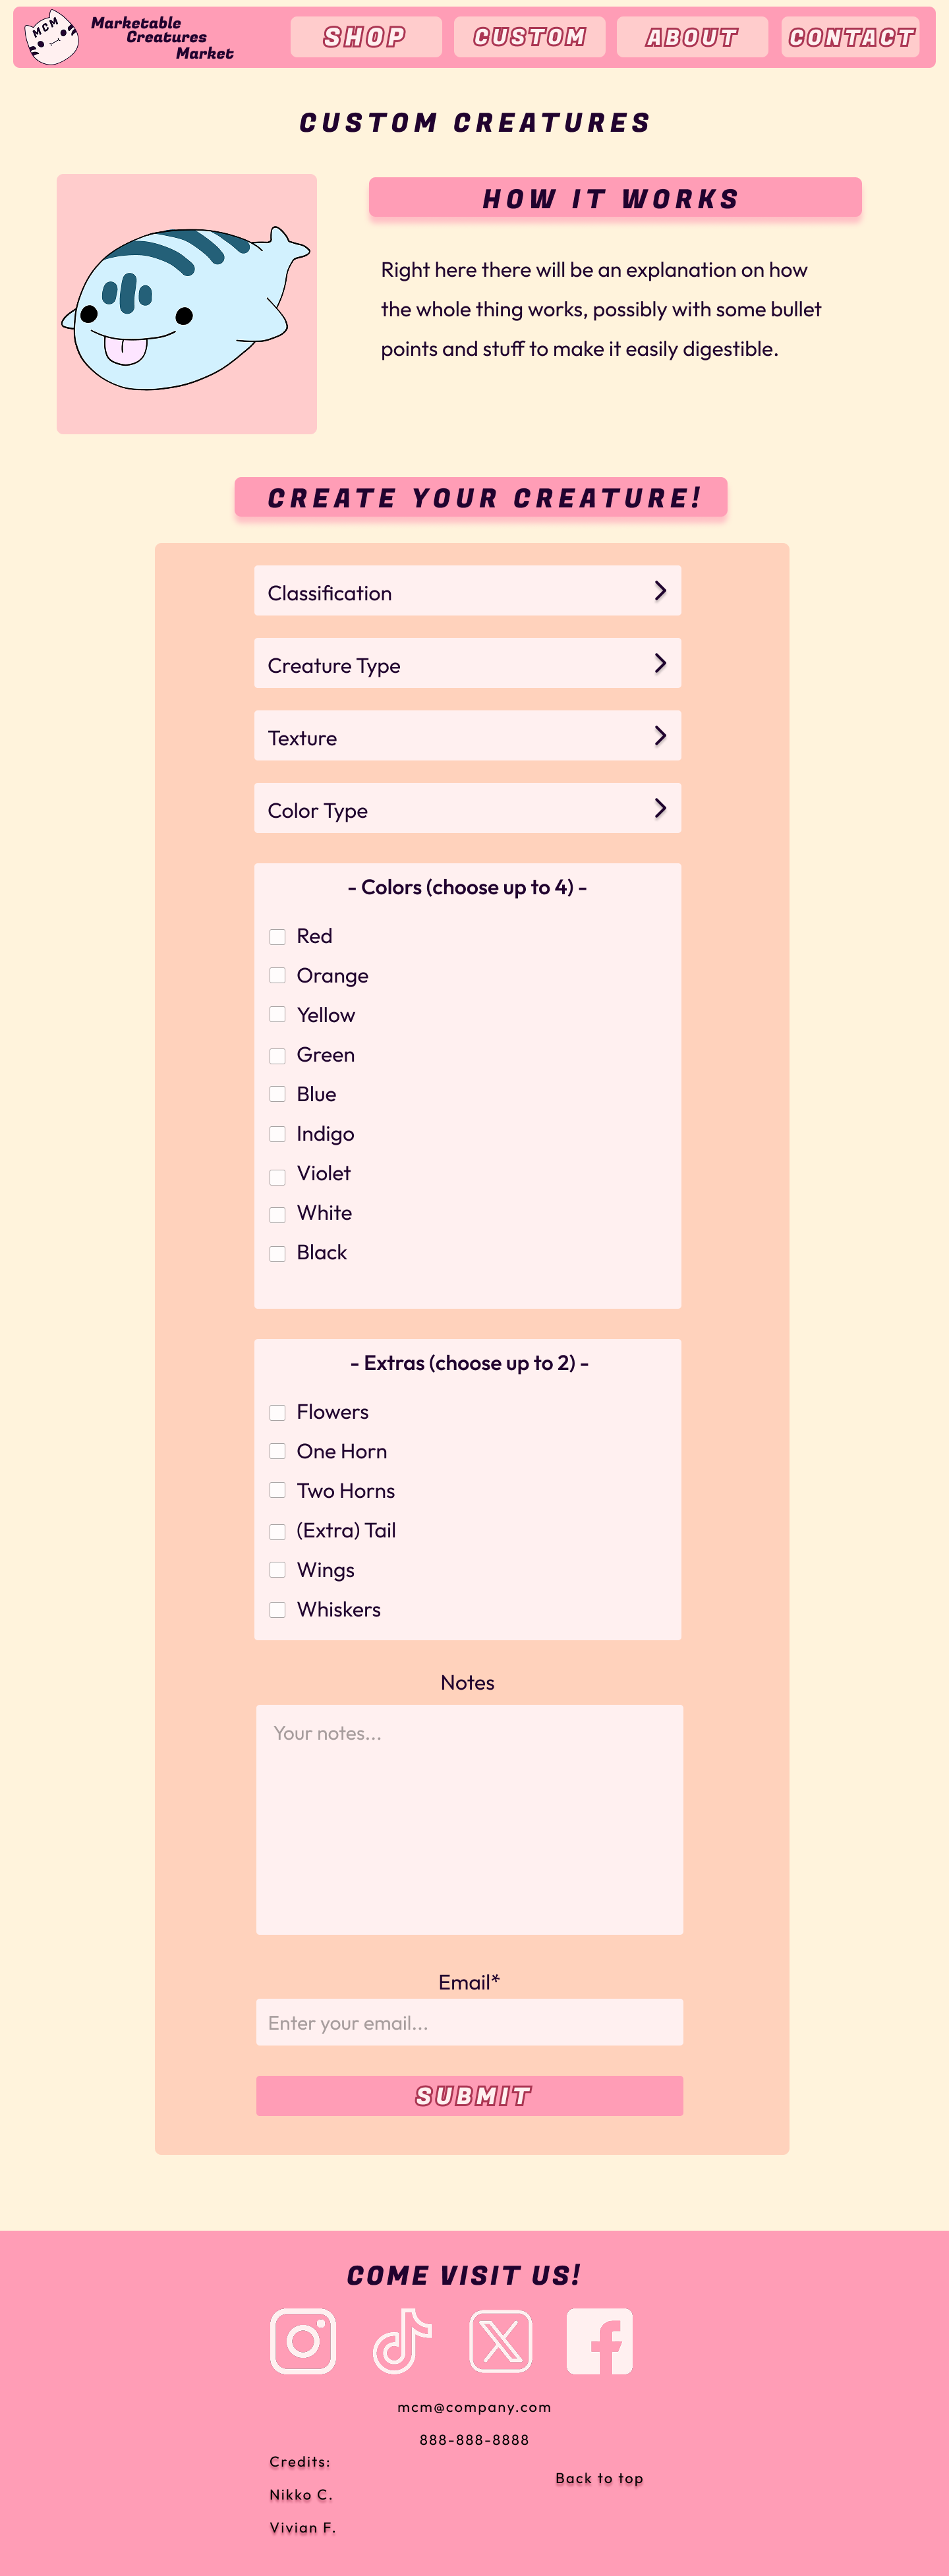 MCM
Marketable
Creatures
Market
SHOP
CUSTOM
ABOUT
CONTACT
CUSTOM CREATURES
HOW IT WORKS
Right here there will be an explanation on how
the whole thing works, possibly with some bullet
points and stuff to make it easily digestible.
CREATE YOUR CREATURE!
Classification
Creature Type
Texture
Color Type
- Colors (choose up to 4) -
Red
Orange
Yellow
Green
Blue
Indigo
Violet
White
Black
- Extras (choose up to 2) -
Flowers
One Horn
Two Horns
(Extra) Tail
Wings
Whiskers
Notes
Your notes...
Email*
Enter your email...
SUBMIT
COME VISIT US!
mcm@company.com
888-888-8888
Credits:
Back to top
Nikko C.
Vivian F.